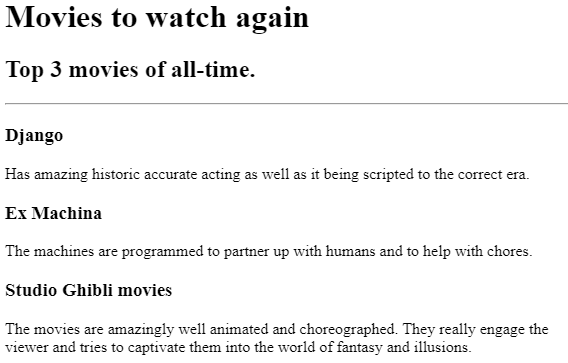 Movies to watch again
Top 3 movies of all-time.
Django
Has amazing historic accurate acting as well as it being scripted to the correct era.
Ex Machina
The machines are programmed to partner up with humans and to help with chores.
Studio Ghibli movies
The movies are amazingly well animated and choreographed. They really engage the
viewer and tries to captivate them into the world of fantasy and illusions.